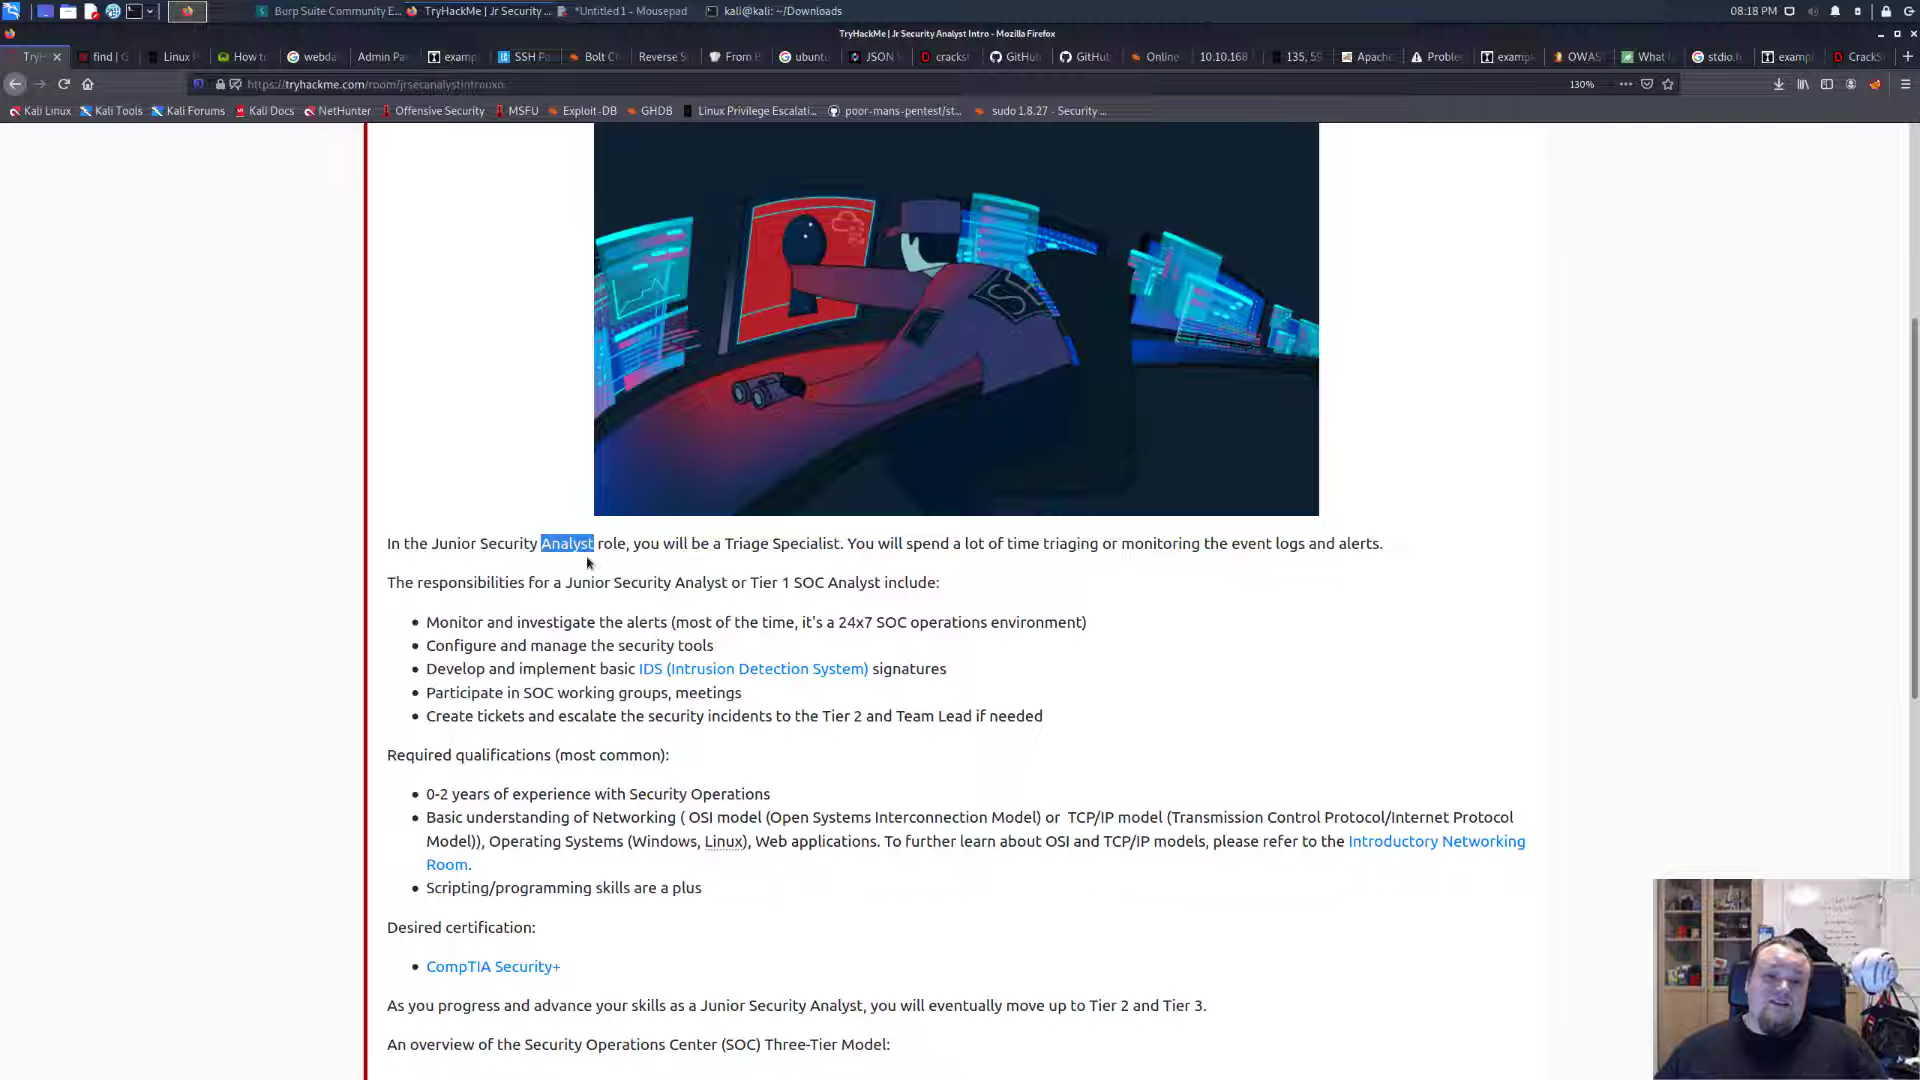 Burp Suite Community E...
TryHackMe | Jr Security ...
*Untitled 1 - Mousepad
kali@kali: ~/Downloads
08:18 PM
TryHackMe | Jr Security Analyst Intro - Mozilla Firefox
TryH
find | G
Linux P
How to
webda
Admin Pa
examp
SSH Pa
Bolt C
Reverse S
From B
ubuntu
JSON
crackst
GitHub
GitHub
Online
10.10.168
135, 59
Apach
Proble
examp
OWAS
What I
stdio.h
exampl
CrackS
https://tryhackme.com/room/jrsecanalystintrouxo
130%
Kali Linux
Kali Tools
Kali Forums
Kali Docs
NetHunter
Offensive Security
MSFU
Exploit-DB
GHDB
Linux Privilege Escalati...
poor-mans-pentest/st...
sudo 1.8.27 - Security ...
In the Junior Security Analyst role, you will be a Triage Specialist. You will spend a lot of time triaging or monitoring the event logs and alerts.
The responsibilities for a Junior Security Analyst or Tier 1 SOC Analyst include:
Monitor and investigate the alerts (most of the time, it's a 24x7 SOC operations environment)
Configure and manage the security tools
Develop and implement basic IDS (Intrusion Detection System) signatures
Participate in SOC working groups, meetings
Create tickets and escalate the security incidents to the Tier 2 and Team Lead if needed
Required qualifications (most common):
0-2 years of experience with Security Operations
Basic understanding of Networking ( OSI model (Open Systems Interconnection Model) or TCP/IP model (Transmission Control Protocol/Internet Protocol
Model)), Operating Systems (Windows, Linux), Web applications. To further learn about OSI and TCP/IP models, please refer to the Introductory Networking
Room.
Scripting/programming skills are a plus
Desired certification:
CompTIA Security+
As you progress and advance your skills as a Junior Security Analyst, you will eventually move up to Tier 2 and Tier 3.
An overview of the Security Operations Center (SOC) Three-Tier Model: